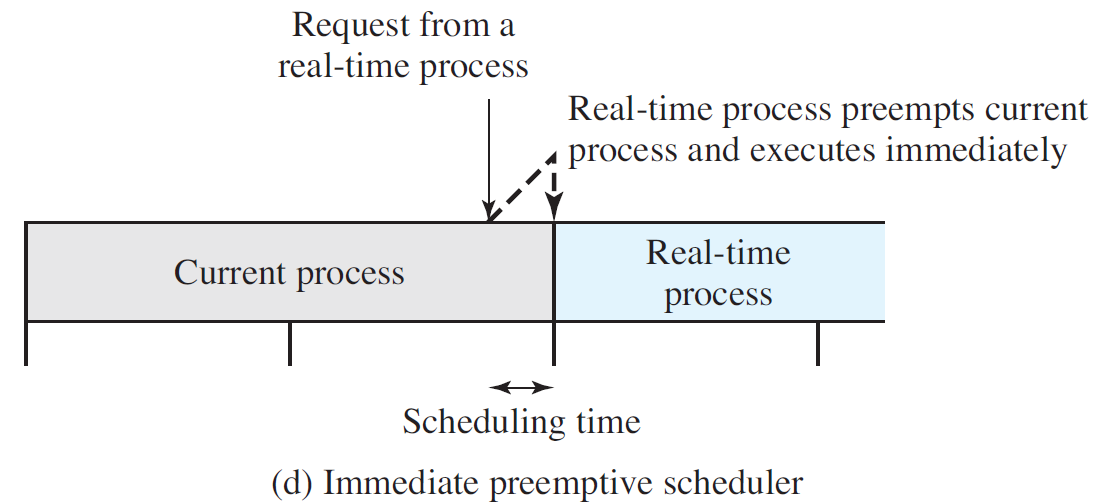 Request from a
real-time process
Real-time process preempts current
process and executes immediately
Current process
Real-time
process
Scheduling time
(d) Immediate preemptive scheduler